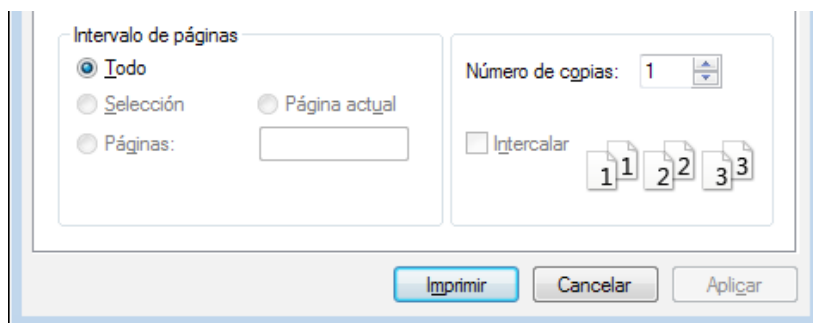 Intervalo de páginas
Todo
Selección
Página actual
Páginas:
Número de copias: 1
Intercalar
1 1 2 2 3 3
Imprimir
Cancelar
Aplicar